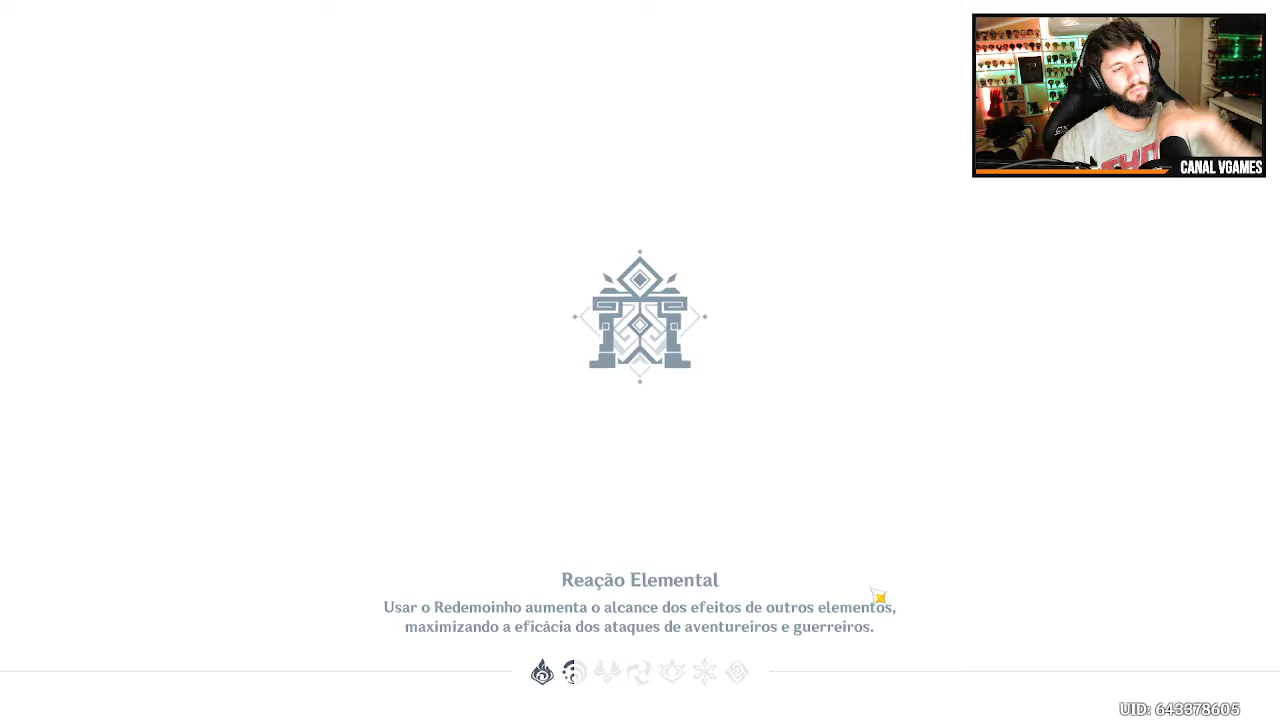 CANAL VGAMES
Reação Elemental
Usar o Redemoinho aumenta o alcance dos efeitos de outros elementos,
maximizando a eficácia dos ataques de aventureiros e guerreiros.
UID: 643378605